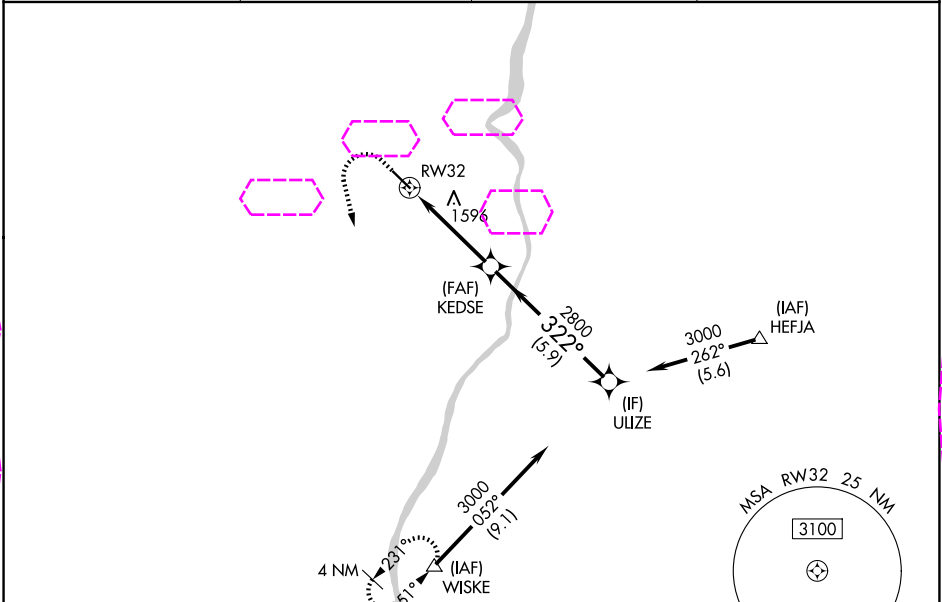 RW32
1596
(FAF)
KEDSE
2800
322°
(5.9)
(IAF)
HEFJA
3000
262°
(5.6)
(IF)
ULIZE
3000
052°
(9.1)
MSA RW32 25 NM
3100
231°
4 NM
(IAF)
WISKE